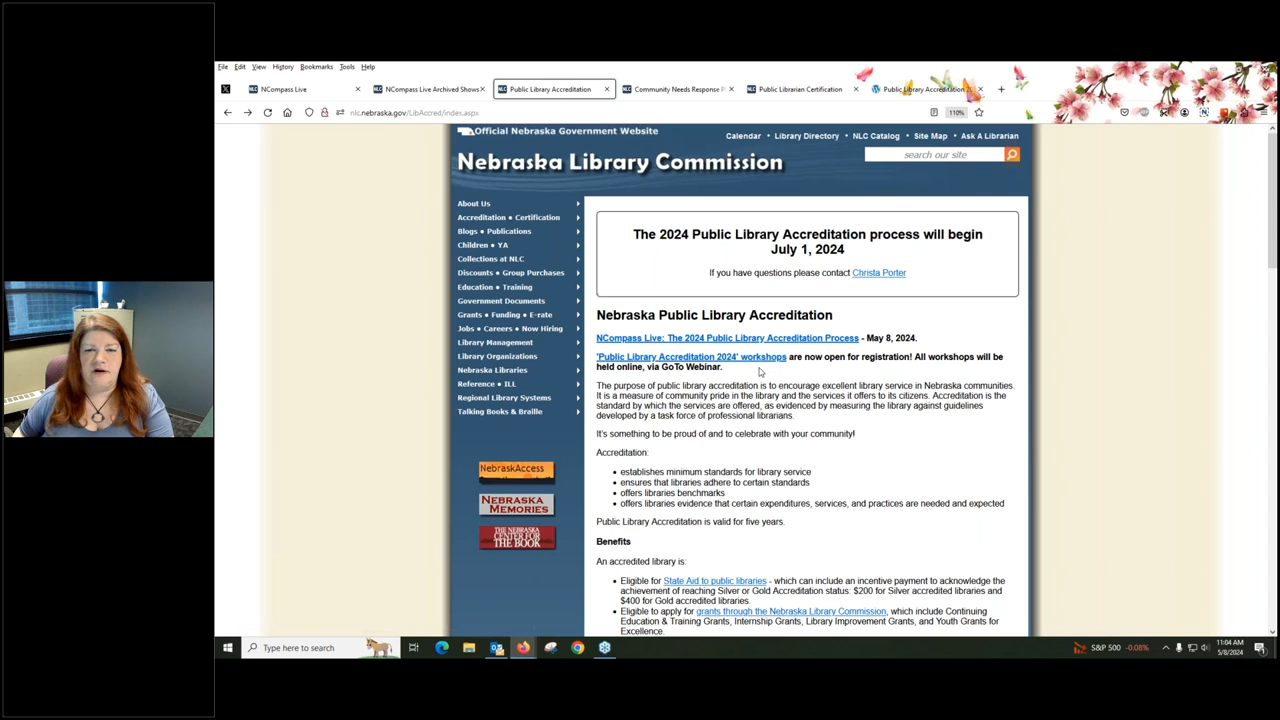 File Edit View History Bookmarks Tools Help
NCompass Live
NCompass Live Archived Shows
Public Library Accreditation
Community Needs Response
Public Librarian Certification
Public Library Accreditation
nlc.nebraska.gov/LibAccred/index.aspx
110%
Official Nebraska Government Website
Calendar • Library Directory • NLC Catalog • Site Map • Ask A Librarian
Nebraska Library Commission
search our site
About Us
Accreditation • Certification
Blogs • Publications
Children • YA
Collections at NLC
Discounts • Group Purchases
Education • Training
Government Documents
Grants • Funding • E-rate
Jobs • Careers • Now Hiring
Library Management
Library Organizations
Nebraska Libraries
Reference • ILL
Regional Library Systems
Talking Books & Braille
NebraskAccess
NEBRASKA
MEMORIES
THE NEBRASKA
CENTER FOR
THE BOOK
The 2024 Public Library Accreditation process will begin
July 1, 2024
If you have questions please contact Christa Porter
Nebraska Public Library Accreditation
NCompass Live: The 2024 Public Library Accreditation Process - May 8, 2024.
'Public Library Accreditation 2024' workshops are now open for registration! All workshops will be
held online, via GoTo Webinar.
The purpose of public library accreditation is to encourage excellent library service in Nebraska communities.
It is a measure of community pride in the library and the services it offers to its citizens. Accreditation is the
standard by which the services are offered, as evidenced by measuring the library against guidelines
developed by a task force of professional librarians.
It's something to be proud of and to celebrate with your community!
Accreditation:
• establishes minimum standards for library service
• ensures that libraries adhere to certain standards
• offers libraries benchmarks
• offers libraries evidence that certain expenditures, services, and practices are needed and expected
Public Library Accreditation is valid for five years.
Benefits
An accredited library is:
• Eligible for State Aid to public libraries - which can include an incentive payment to acknowledge the
achievement of reaching Silver or Gold Accreditation status: $200 for Silver accredited libraries and
$400 for Gold accredited libraries.
• Eligible to apply for grants through the Nebraska Library Commission, which include Continuing
Education & Training Grants, Internship Grants, Library Improvement Grants, and Youth Grants for
Excellence.
Type here to search
S&P 500 -0.08%
11:04 AM
5/8/2024